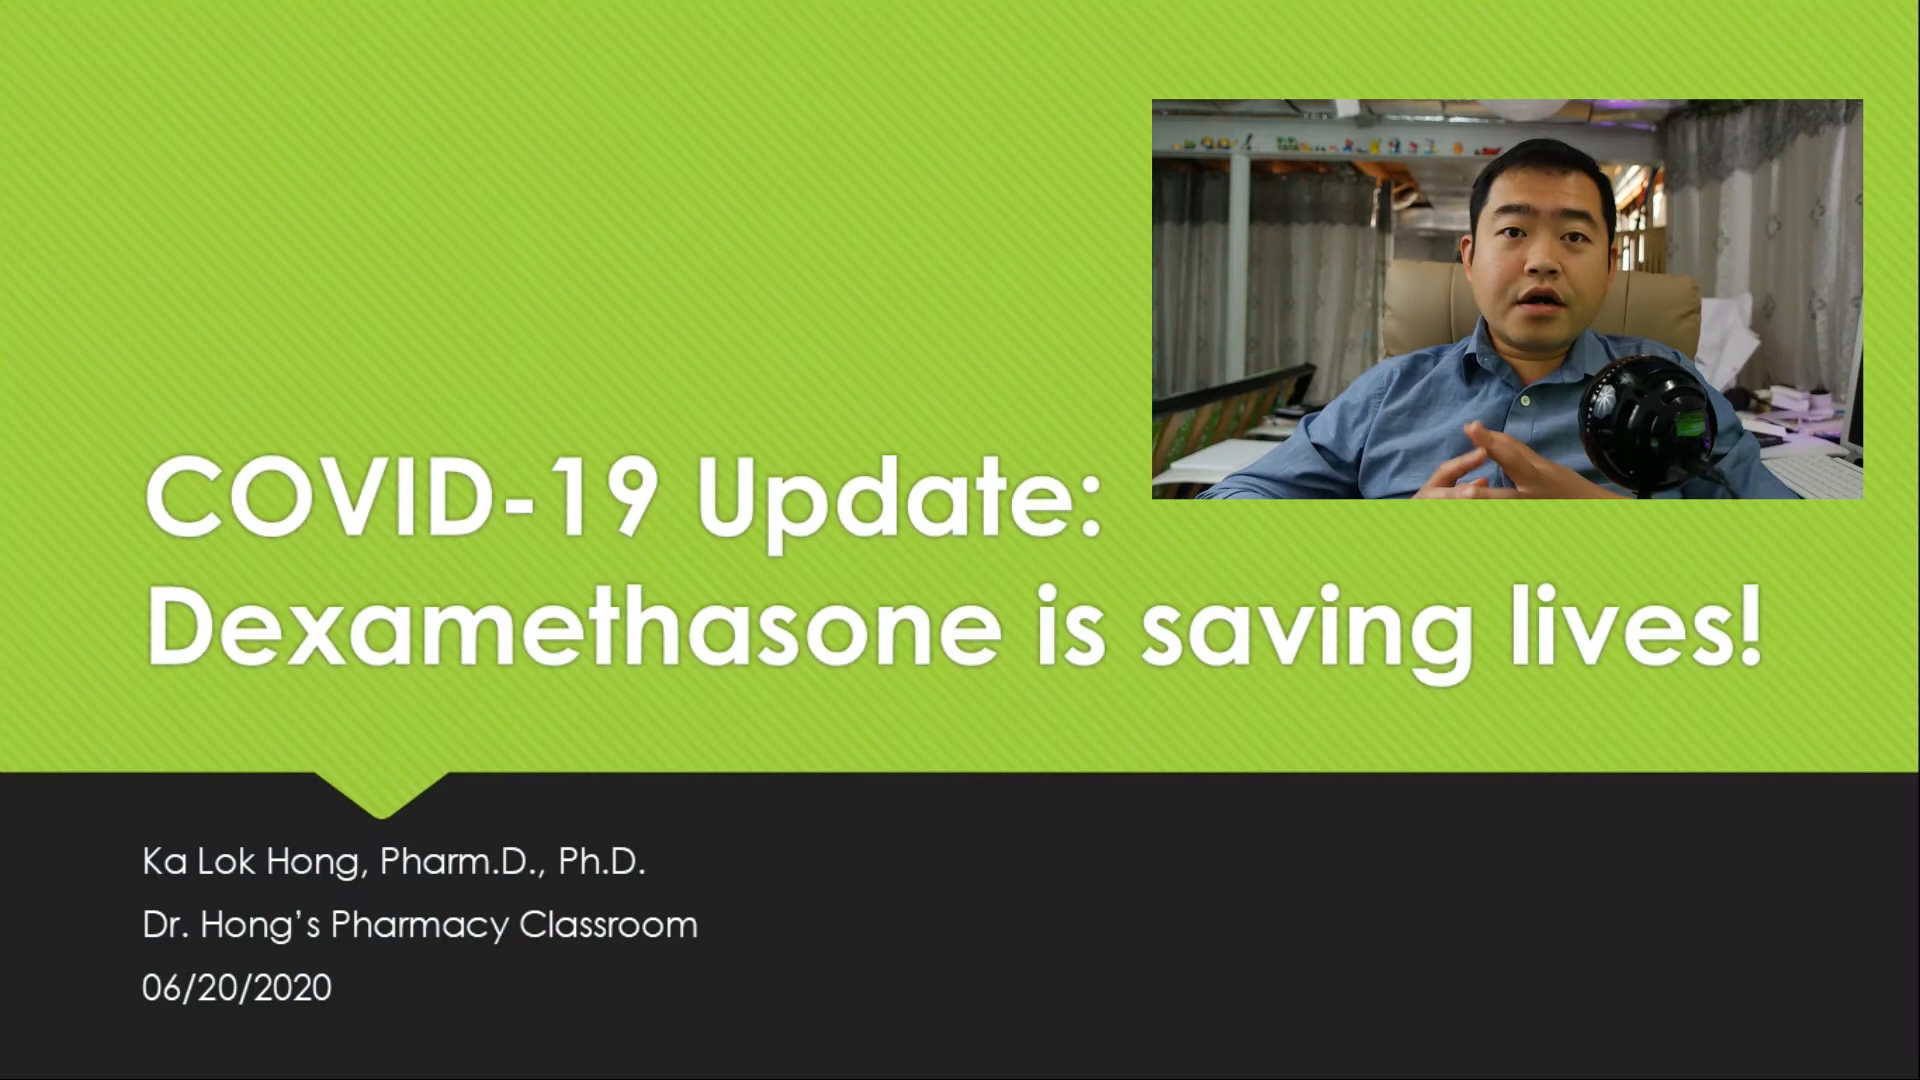 COVID-19 Update:
Dexamethasone is saving lives!
Ka Lok Hong, Pharm.D., Ph.D.
Dr. Hong’s Pharmacy Classroom
06/20/2020